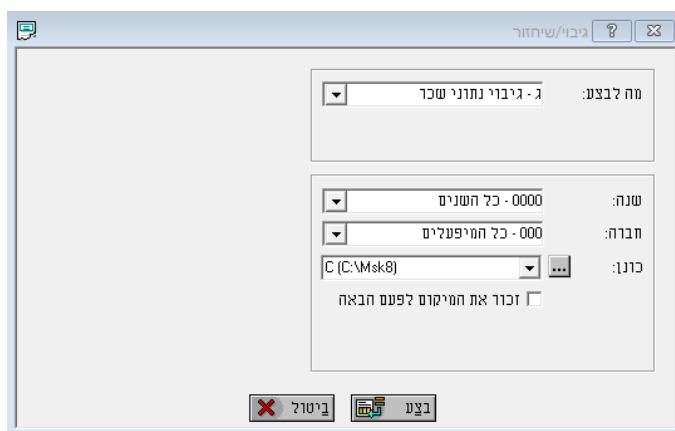 גיבוי/שיחזור
מה לבצע: ג - גיבוי נתוני שכר
שנה: 0000 - כל השנים
חברה: 000 - כל המיפעלים
כונן: ... C (C:\Msk8)
זכור את המיקום לפעם הבאה
בצע ביטול